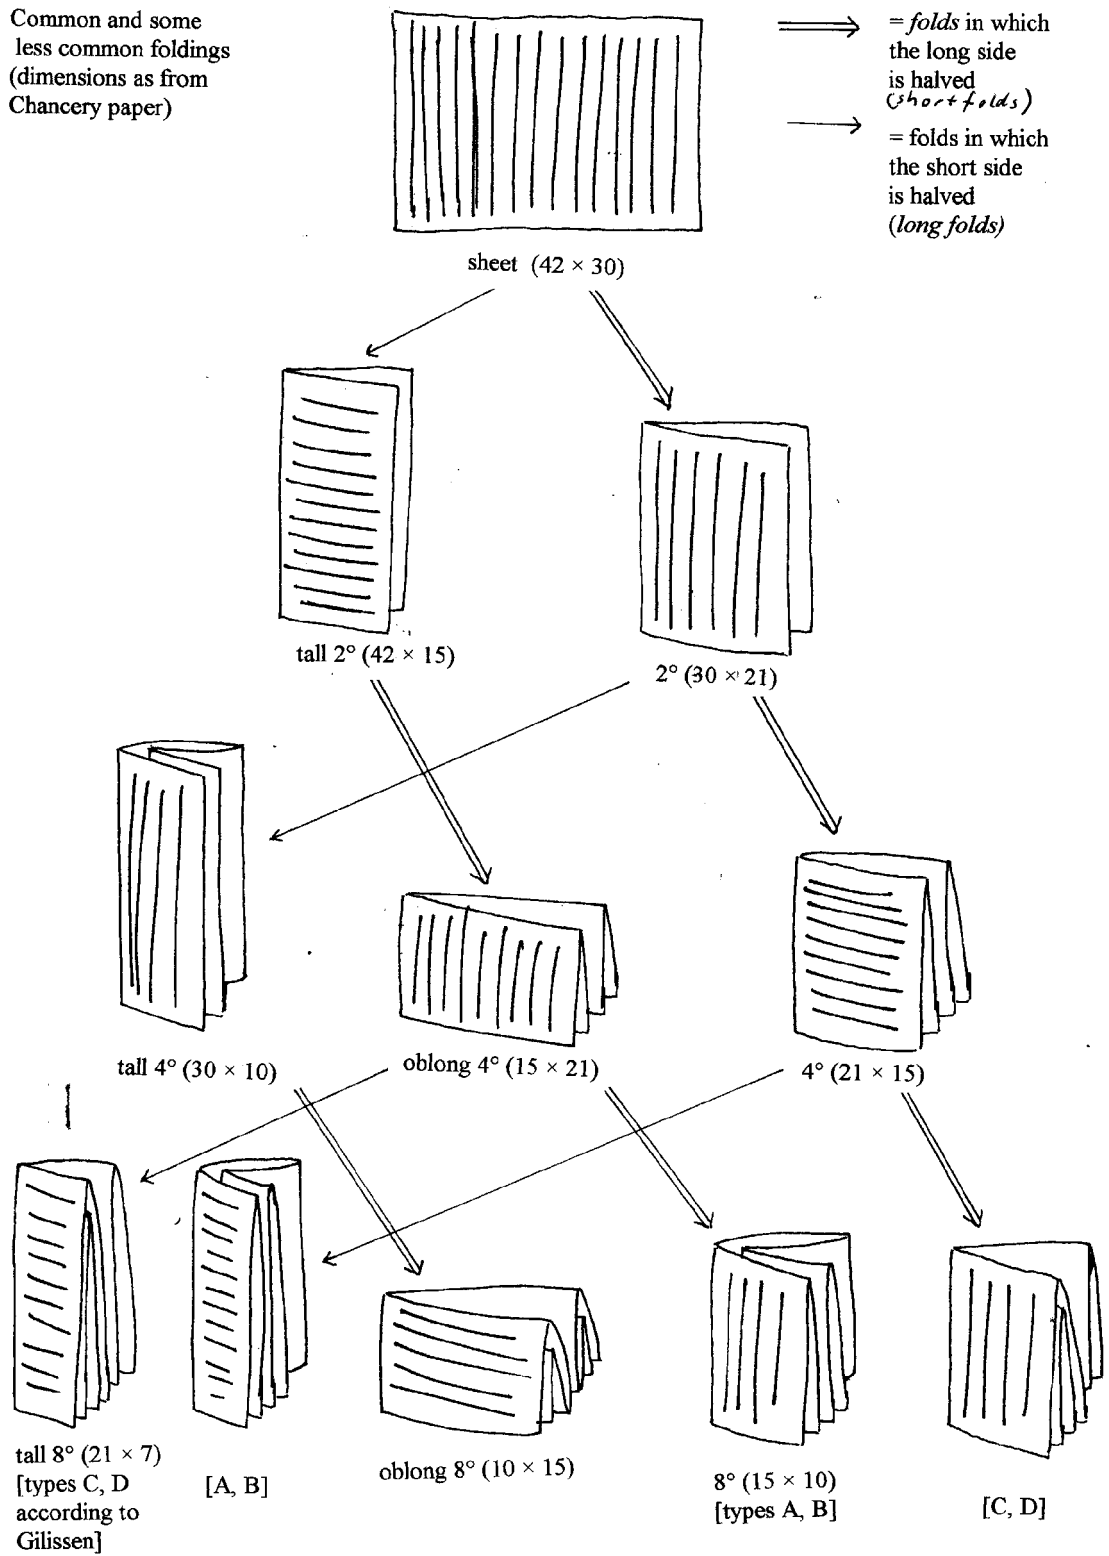 Common and some
less common foldings
(dimensions as from
Chancery paper)
= folds in which
the long side
is halved
(short folds)
= folds in which
the short side
is halved
(long folds)
sheet (42 × 30)
tall 2° (42 × 15)
2° (30 × 21)
tall 4° (30 × 10)
oblong 4° (15 × 21)
4° (21 × 15)
tall 8° (21 × 7)
[types C, D
according to
Gilissen]
[A, B]
oblong 8° (10 × 15)
8° (15 × 10)
[types A, B]
[C, D]